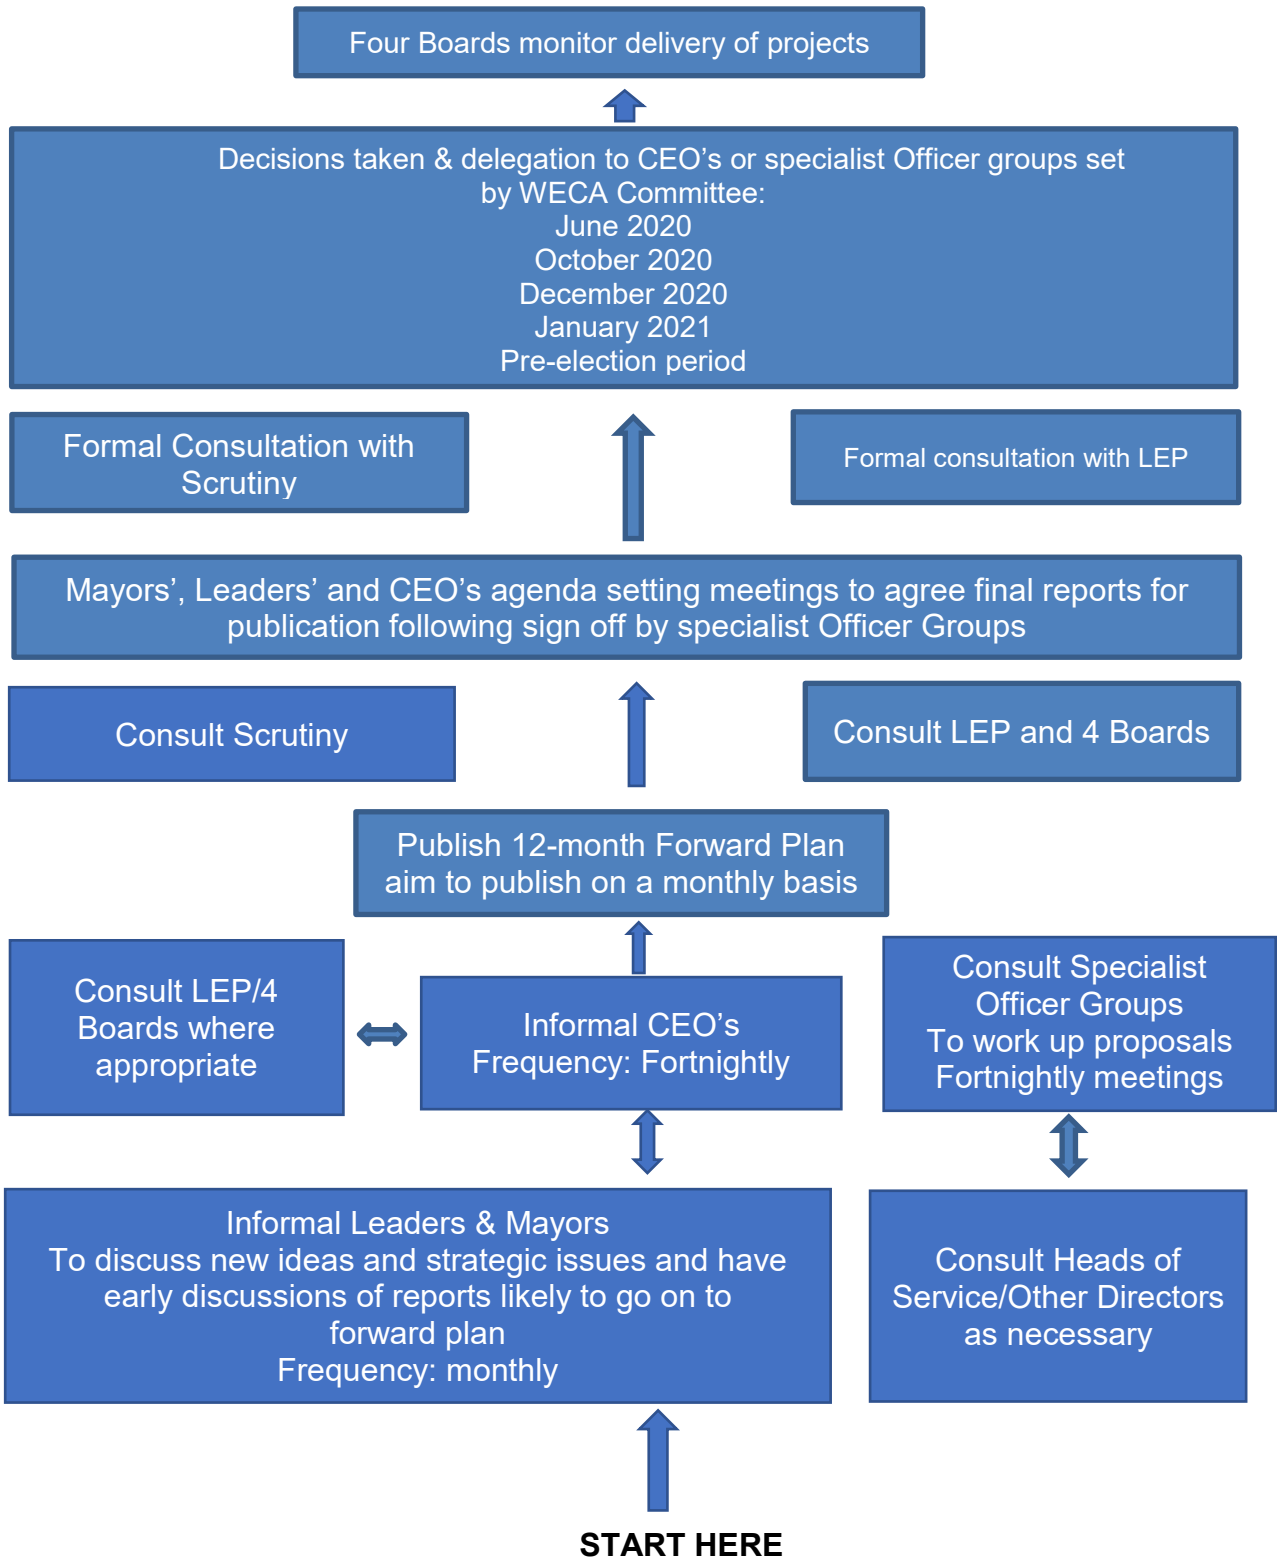 Four Boards monitor delivery of projects
Decisions taken & delegation to CEO’s or specialist Officer groups set
by WECA Committee:
June 2020
October 2020
December 2020
January 2021
Pre-election period
Formal Consultation with
Scrutiny
Formal consultation with LEP
Mayors’, Leaders’ and CEO’s agenda setting meetings to agree final reports for
publication following sign off by specialist Officer Groups
Consult Scrutiny
Consult LEP and 4 Boards
Publish 12-month Forward Plan
aim to publish on a monthly basis
Consult LEP/4
Boards where
appropriate
Informal CEO’s
Frequency: Fortnightly
Consult Specialist
Officer Groups
To work up proposals
Fortnightly meetings
Informal Leaders & Mayors
To discuss new ideas and strategic issues and have
early discussions of reports likely to go on to
forward plan
Frequency: monthly
Consult Heads of
Service/Other Directors
as necessary
START HERE